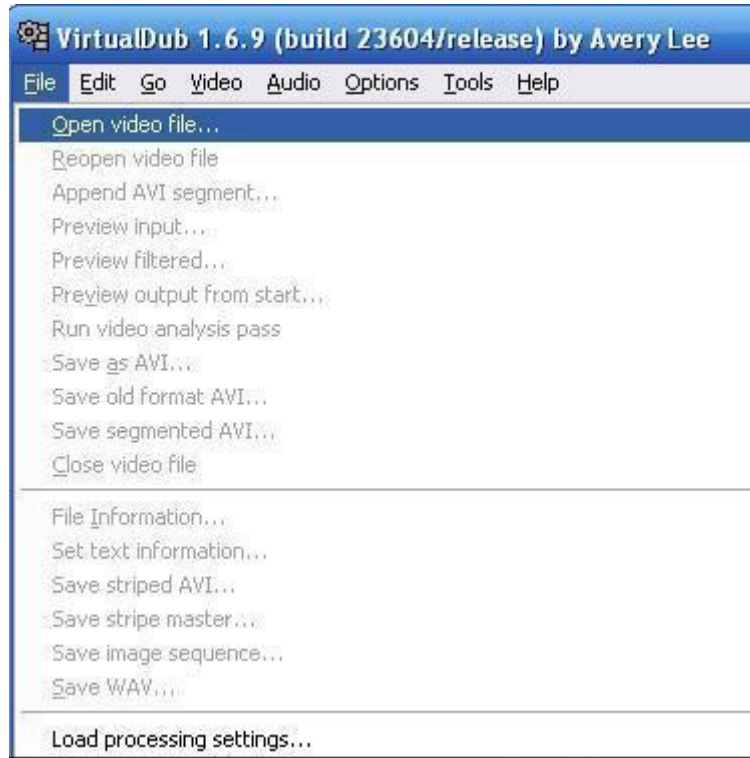 VirtualDub 1.6.9 (build 23604/release) by Avery Lee
File Edit Go Video Audio Options Tools Help
Open video file...
Reopen video file
Append AVI segment...
Preview input...
Preview filtered...
Preview output from start...
Run video analysis pass
Save as AVI...
Save old format AVI...
Save segmented AVI...
Close video file
File Information...
Set text information...
Save striped AVI...
Save stripe master...
Save image sequence...
Save WAV...
Load processing settings...